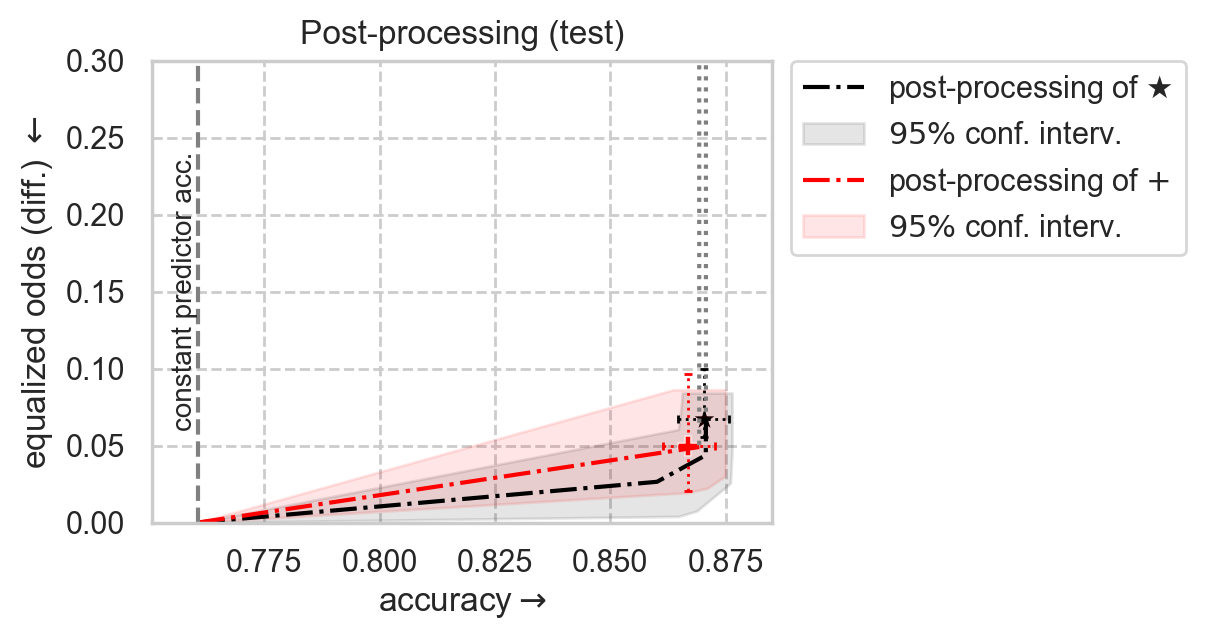 Post-processing (test)
0.30
0.25
0.20
0.15
0.10
0.05
0.00
equalized odds (diff.) ←
constant predictor acc.
0.775 0.800 0.825 0.850 0.875
accuracy →
post-processing of ★
95% conf. interv.
post-processing of +
95% conf. interv.